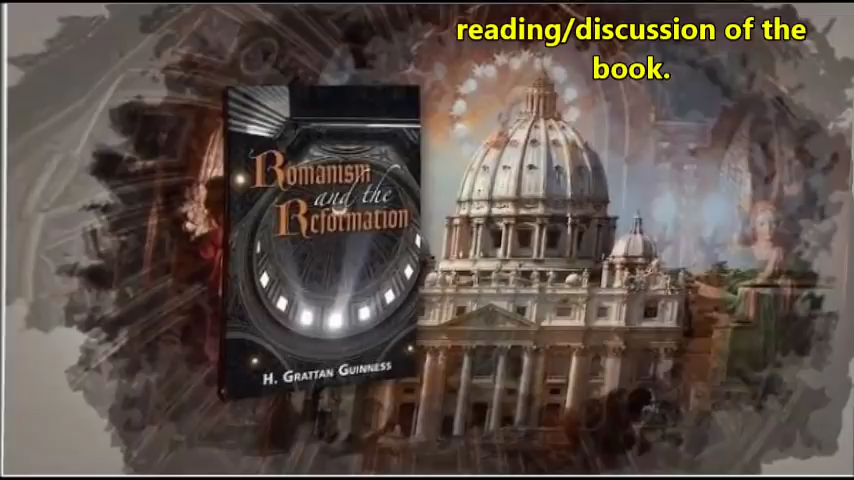 reading/discussion of the
book.
Romanism
and the
Reformation
H. Grattan Guinness